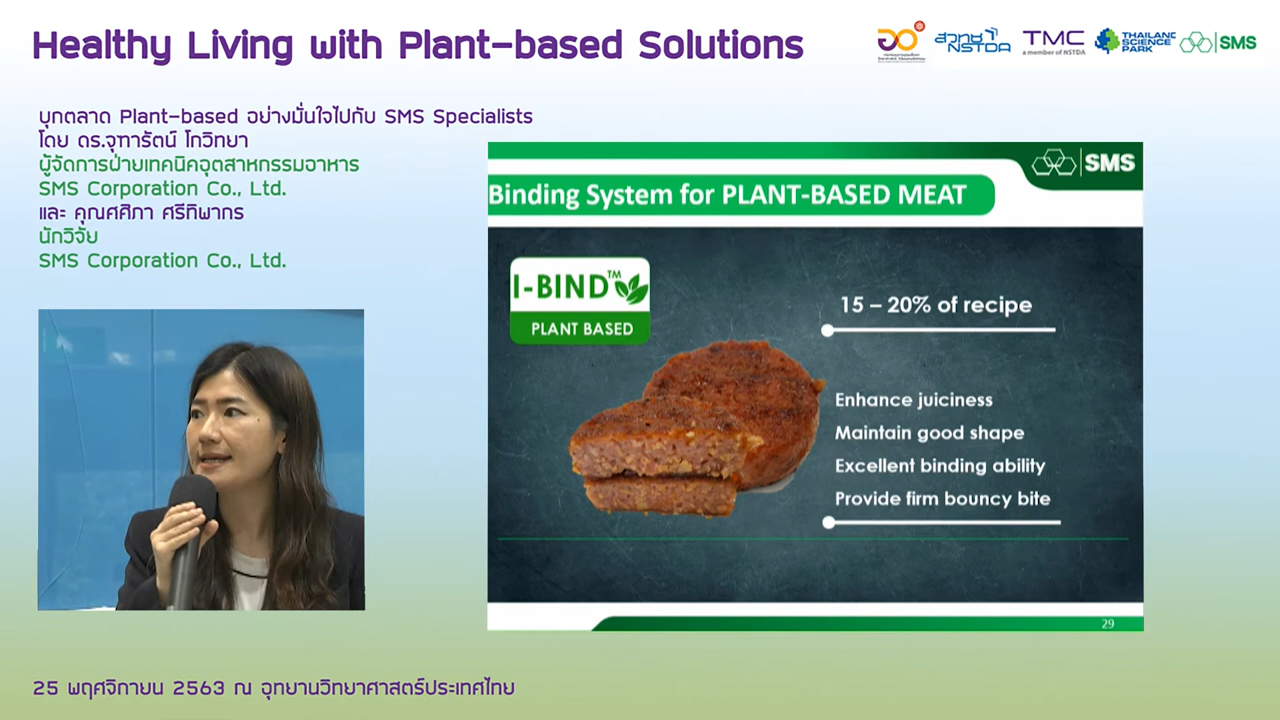 Healthy Living with Plant-based Solutions
อว
สวทช
NSTDA
TMC
a member of NSTDA
THAILAND
SCIENCE
PARK
SMS
บุกตลาด Plant-based อย่างมั่นใจไปกับ SMS Specialists
โดย ดร.จุฑารัตน์ โกวิทยา
ผู้จัดการฝ่ายเทคนิคอุตสาหกรรมอาหาร
SMS Corporation Co., Ltd.
และ คุณศศิภา ศรีทิพากร
นักวิจัย
SMS Corporation Co., Ltd.
SMS
Binding System for PLANT-BASED MEAT
I-BIND™
PLANT BASED
15 – 20% of recipe
Enhance juiciness
Maintain good shape
Excellent binding ability
Provide firm bouncy bite
29
25 พฤศจิกายน 2563 ณ อุทยานวิทยาศาสตร์ประเทศไทย